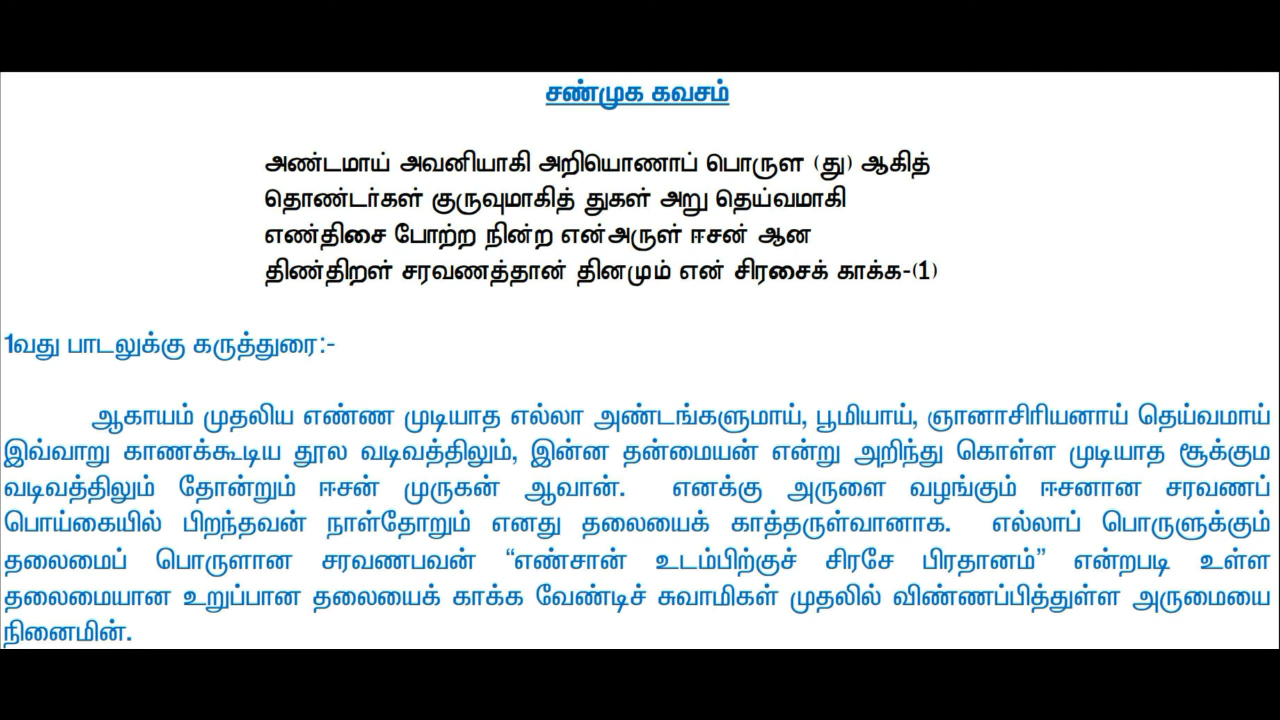 சண்முக கவசம்
அண்டமாய் அவனியாகி அறியொணாப் பொருள (து) ஆகித்
தொண்டர்கள் குருவுமாகித் துகள் அறு தெய்வமாகி
எண்திசை போற்ற நின்ற என்அருள் ஈசன் ஆன
திண்திறள் சரவணத்தான் தினமும் என் சிரசைக் காக்க-(1)
1வது பாடலுக்கு கருத்துரை:-
ஆகாயம் முதலிய எண்ண முடியாத எல்லா அண்டங்களுமாய், பூமியாய், ஞானாசிரியனாய் தெய்வமாய்
இவ்வாறு காணக்கூடிய தூல வடிவத்திலும், இன்ன தன்மையன் என்று அறிந்து கொள்ள முடியாத சூக்கும
வடிவத்திலும் தோன்றும் ஈசன் முருகன் ஆவான். எனக்கு அருளை வழங்கும் ஈசனான சரவணப்
பொய்கையில் பிறந்தவன் நாள்தோறும் எனது தலையைக் காத்தருள்வானாக. எல்லாப் பொருளுக்கும்
தலைமைப் பொருளான சரவணபவன் “எண்சான் உடம்பிற்குச் சிரசே பிரதானம்” என்றபடி உள்ள
தலைமையான உறுப்பான தலையைக் காக்க வேண்டிச் சுவாமிகள் முதலில் விண்ணப்பித்துள்ள அருமையை
நினைமின்.